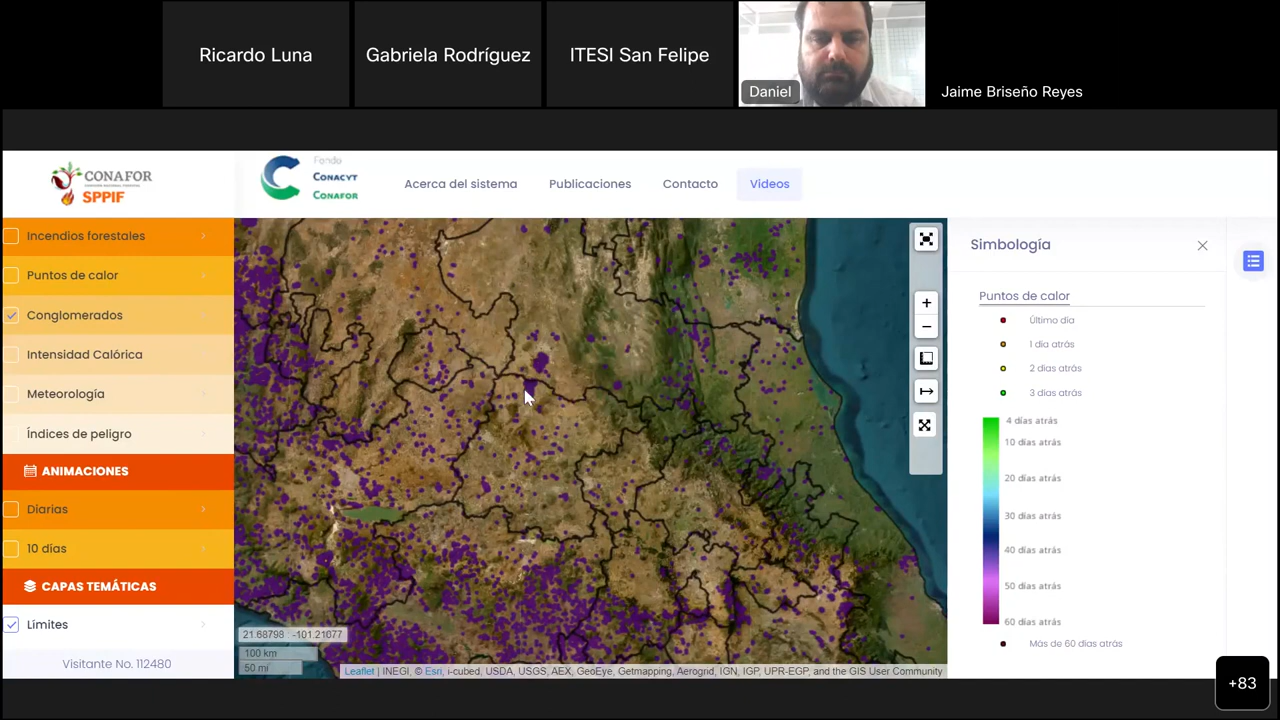 Ricardo Luna
Gabriela Rodríguez
ITESI San Felipe
Daniel
Jaime Briseño Reyes
CONAFOR
SPPIF
Fondo
CONACYT
CONAFOR
Acerca del sistema
Publicaciones
Contacto
Videos
Incendios forestales
Puntos de calor
Conglomerados
Intensidad Calórica
Meteorología
Índices de peligro
ANIMACIONES
Diarias
10 días
CAPAS TEMÁTICAS
Límites
Visitante No. 112480
+
−
21.68798 : -101.21077
100 km
50 mi
Leaflet | INEGI, © Esri, i-cubed, USDA, USGS, AEX, GeoEye, Getmapping, Aerogrid, IGN, IGP, UPR-EGP, and the GIS User Community
Simbología
Puntos de calor
Último día
1 día atrás
2 días atrás
3 días atrás
4 días atrás
10 días atrás
20 días atrás
30 días atrás
40 días atrás
50 días atrás
60 días atrás
Más de 60 días atrás
+83